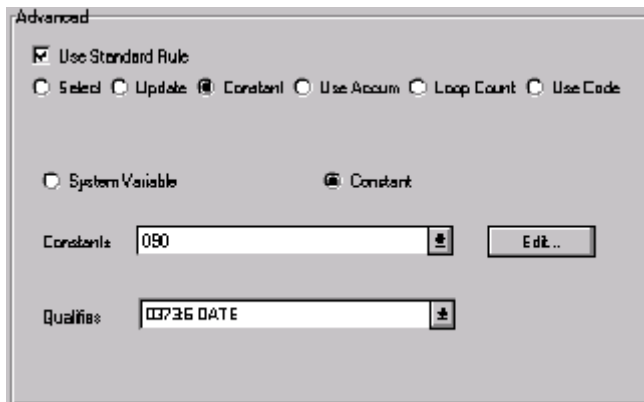 Advanced
Use Standard Rule
Select Update Constant Use Accum Loop Count Use Code
System Variable Constant
Constants 090 Edit...
Qualifies 0373:6 DATE